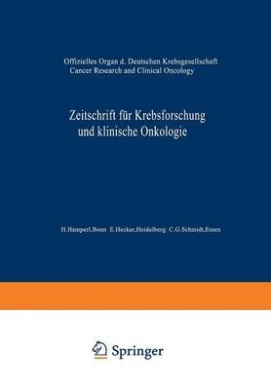 Offizielles Organ d. Deutschen Krebsgesellschaft
Cancer Research and Clinical Oncology
Zeitschrift für Krebsforschung
und klinische Onkologie
H.Hamperl,Bonn E.Hecker,Heidelberg C.G.Schmidt,Essen
Springer